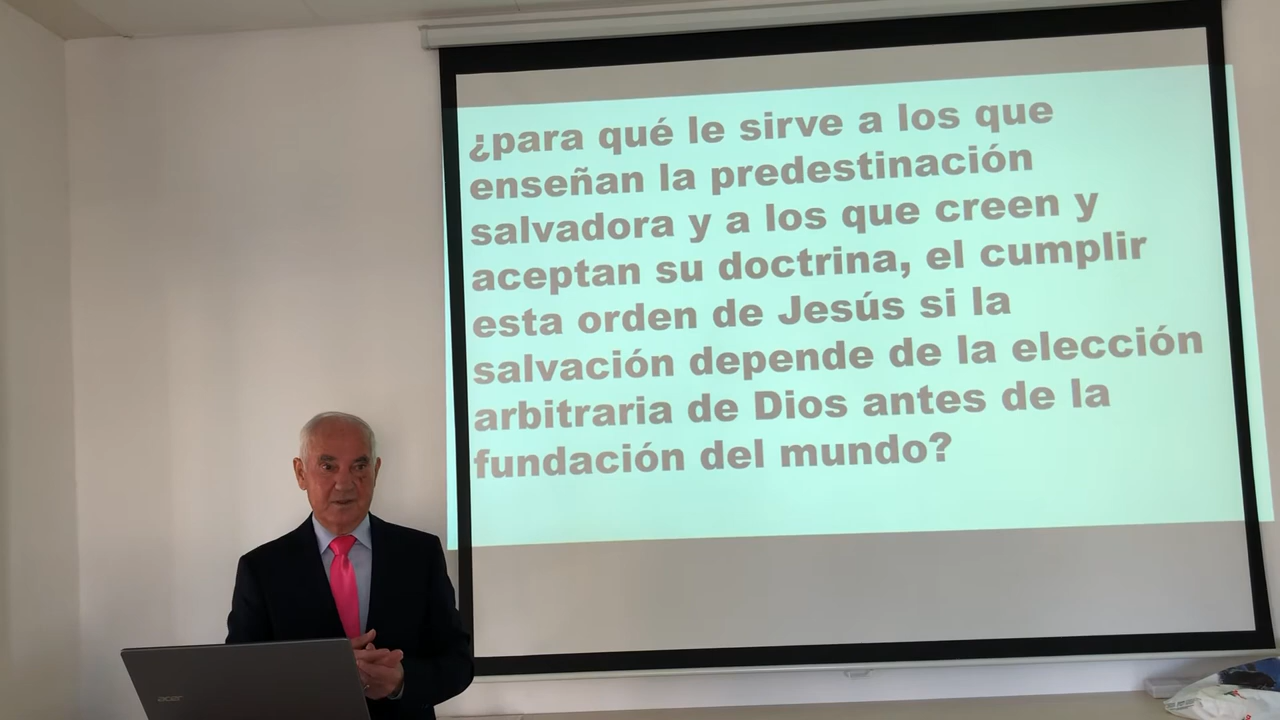 ¿para qué le sirve a los que
enseñan la predestinación
salvadora y a los que creen y
aceptan su doctrina, el cumplir
esta orden de Jesús si la
salvación depende de la elección
arbitraria de Dios antes de la
fundación del mundo?
acer